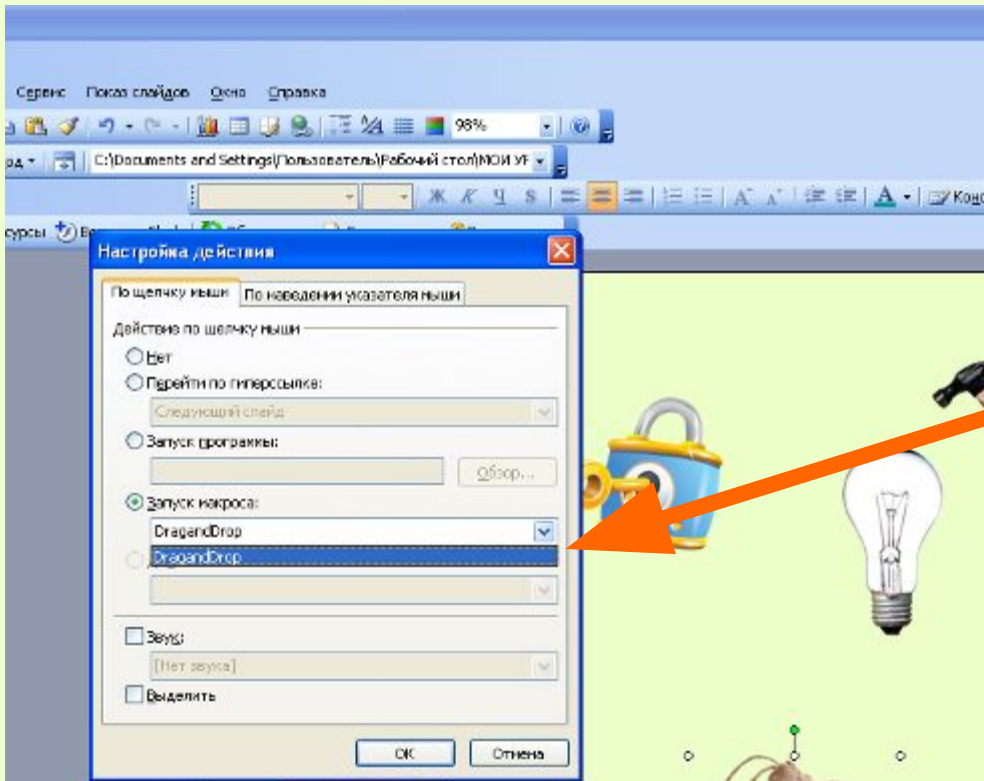 Сервис Показ слайдов Окно Справка
98%
C:\Documents and Settings\Пользователь\Рабочий стол\МОИ УР
Ж К Ч S
Настройка действия
По щелчку мыши По наведении указателя мыши
Действие по щелчку мыши
Нет
Перейти по гиперссылке:
Следующий слайд
Запуск программы:
Обзор...
Запуск макроса:
DragandDrop
DragandDrop
Звук:
[Нет звука]
Выделить
ОК Отмена